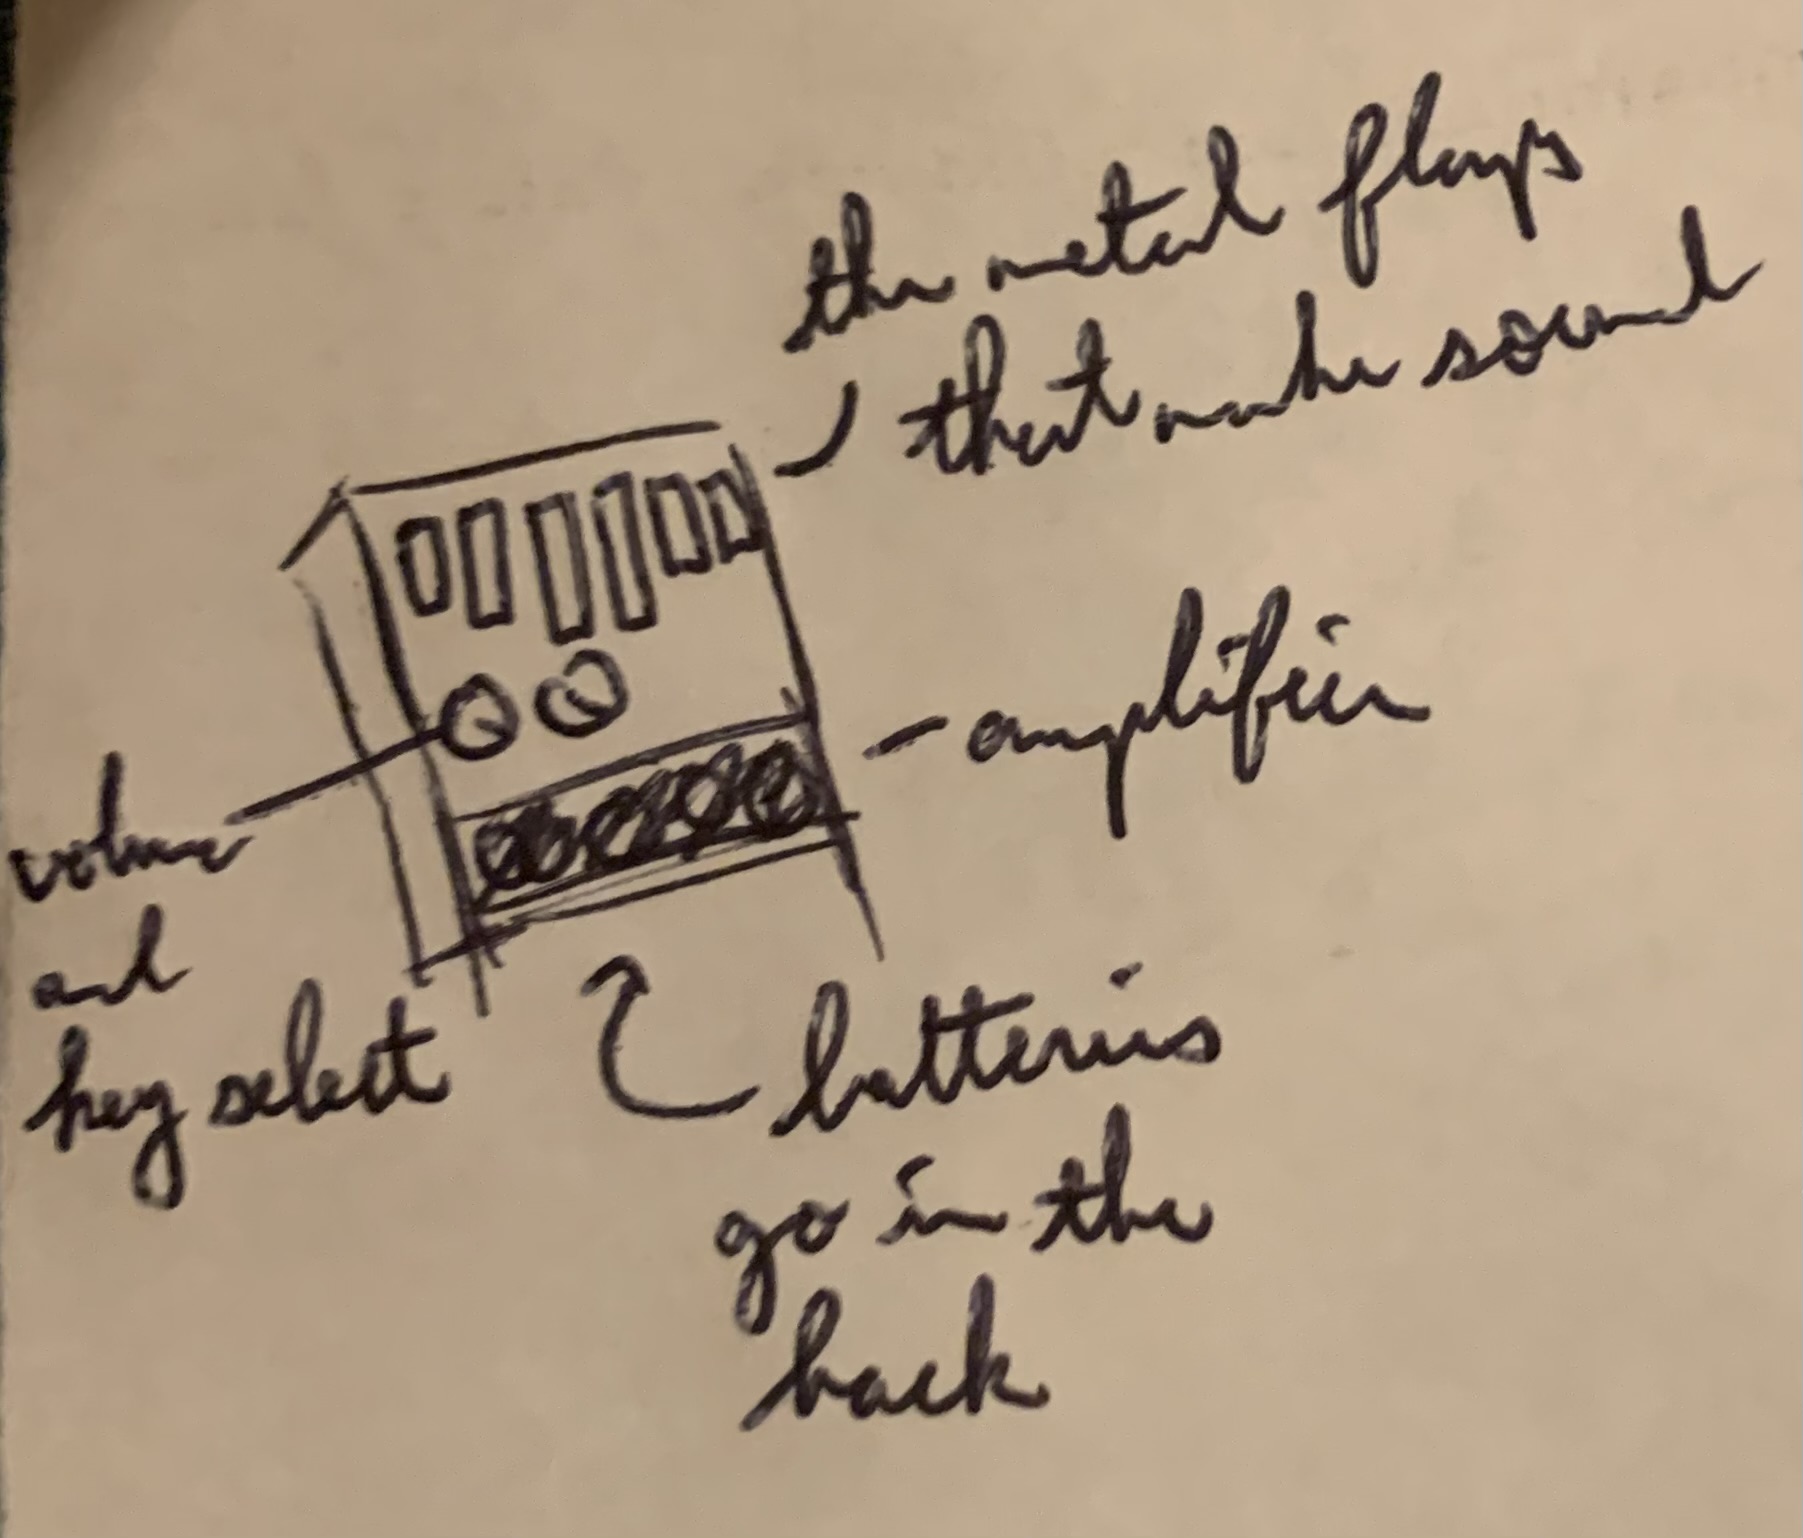 the metal flaps
that make sound
amplifier
volume
and
key select
batteries
go in the
back